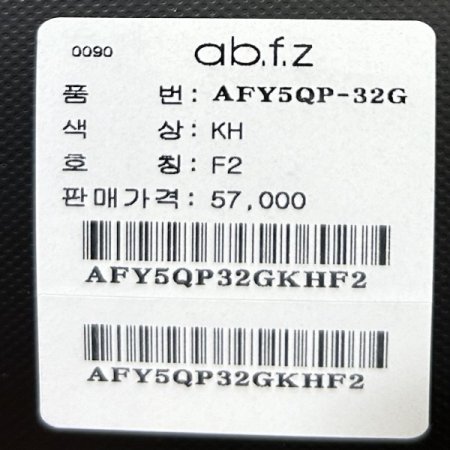 0090 ab.f.z
품 번 : AFY5QP-32G
색 상 : KH
호 칭 : F2
판매가격 : 57,000
AFY5QP32GKHF2
AFY5QP32GKHF2